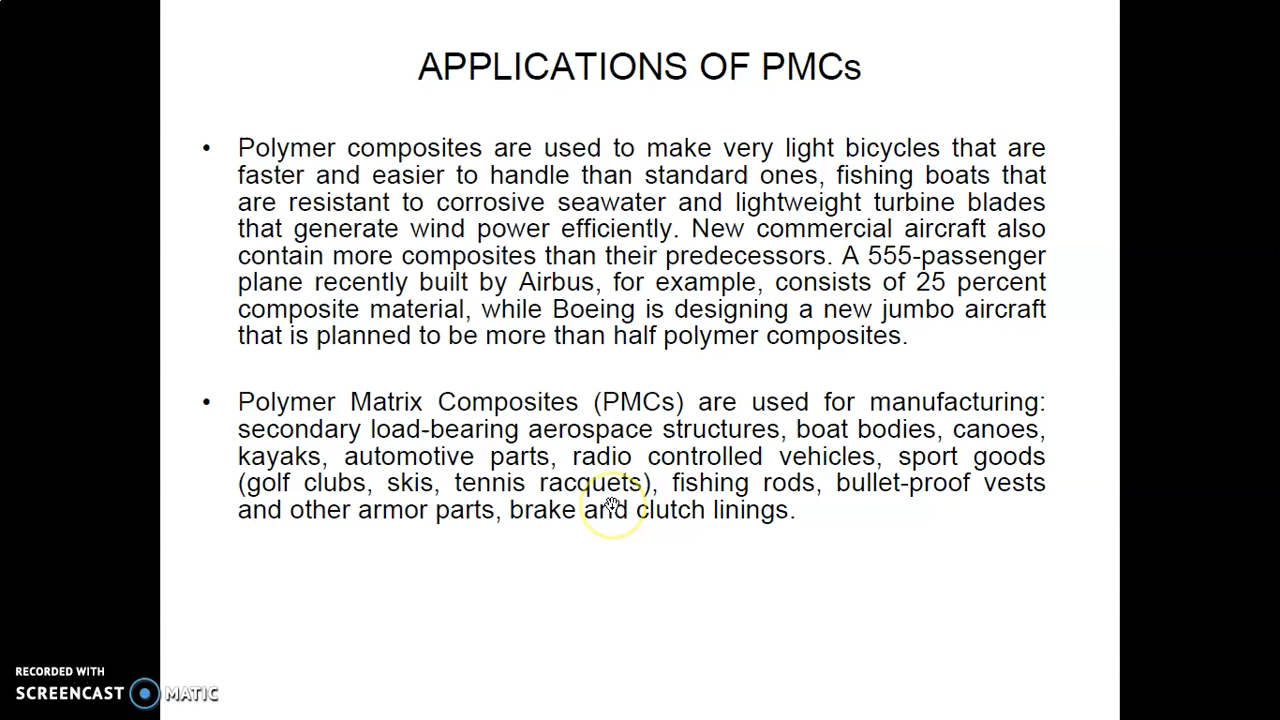 APPLICATIONS OF PMCs
• Polymer composites are used to make very light bicycles that are
faster and easier to handle than standard ones, fishing boats that
are resistant to corrosive seawater and lightweight turbine blades
that generate wind power efficiently. New commercial aircraft also
contain more composites than their predecessors. A 555-passenger
plane recently built by Airbus, for example, consists of 25 percent
composite material, while Boeing is designing a new jumbo aircraft
that is planned to be more than half polymer composites.
• Polymer Matrix Composites (PMCs) are used for manufacturing:
secondary load-bearing aerospace structures, boat bodies, canoes,
kayaks, automotive parts, radio controlled vehicles, sport goods
(golf clubs, skis, tennis racquets), fishing rods, bullet-proof vests
and other armor parts, brake and clutch linings.
RECORDED WITH
SCREENCAST MATIC